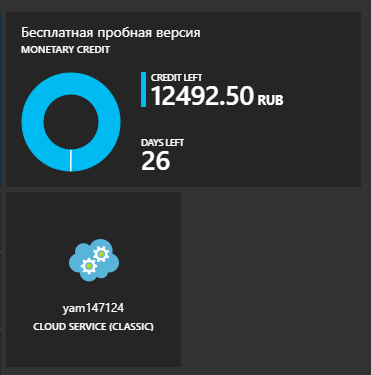 Бесплатная пробная версия
MONETARY CREDIT
CREDIT LEFT
12492.50 RUB
DAYS LEFT
26
yam147124
CLOUD SERVICE (CLASSIC)